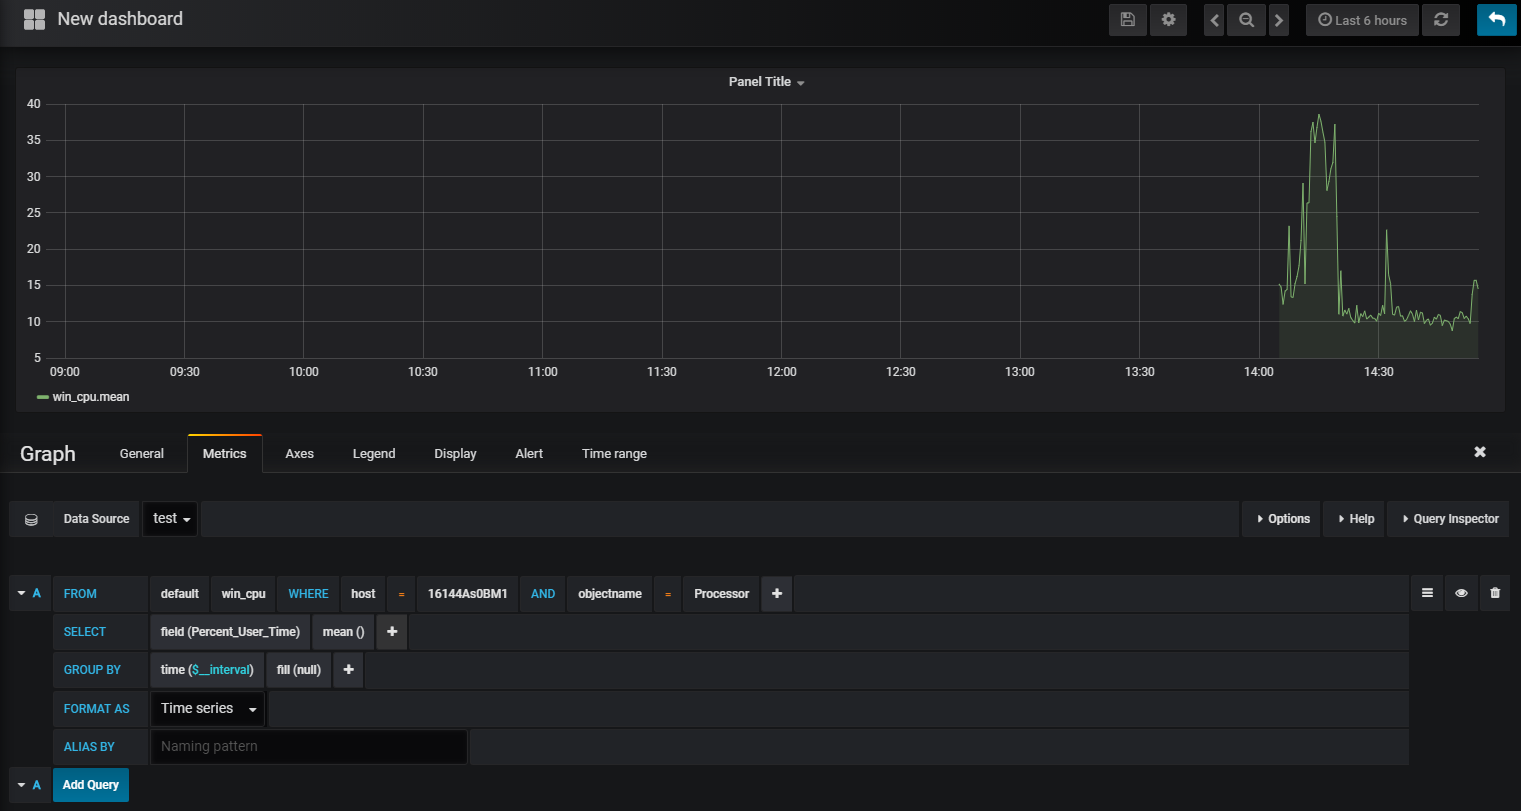 New dashboard
Last 6 hours
Panel Title
40
35
30
25
20
15
10
5
09:00 09:30 10:00 10:30 11:00 11:30 12:00 12:30 13:00 13:30 14:00 14:30
win_cpu.mean
Graph General Metrics Axes Legend Display Alert Time range
Data Source test Options Help Query Inspector
A FROM default win_cpu WHERE host = 16144As0BM1 AND objectname = Processor +
SELECT field (Percent_User_Time) mean () +
GROUP BY time ($__interval) fill (null) +
FORMAT AS Time series
ALIAS BY Naming pattern
A Add Query